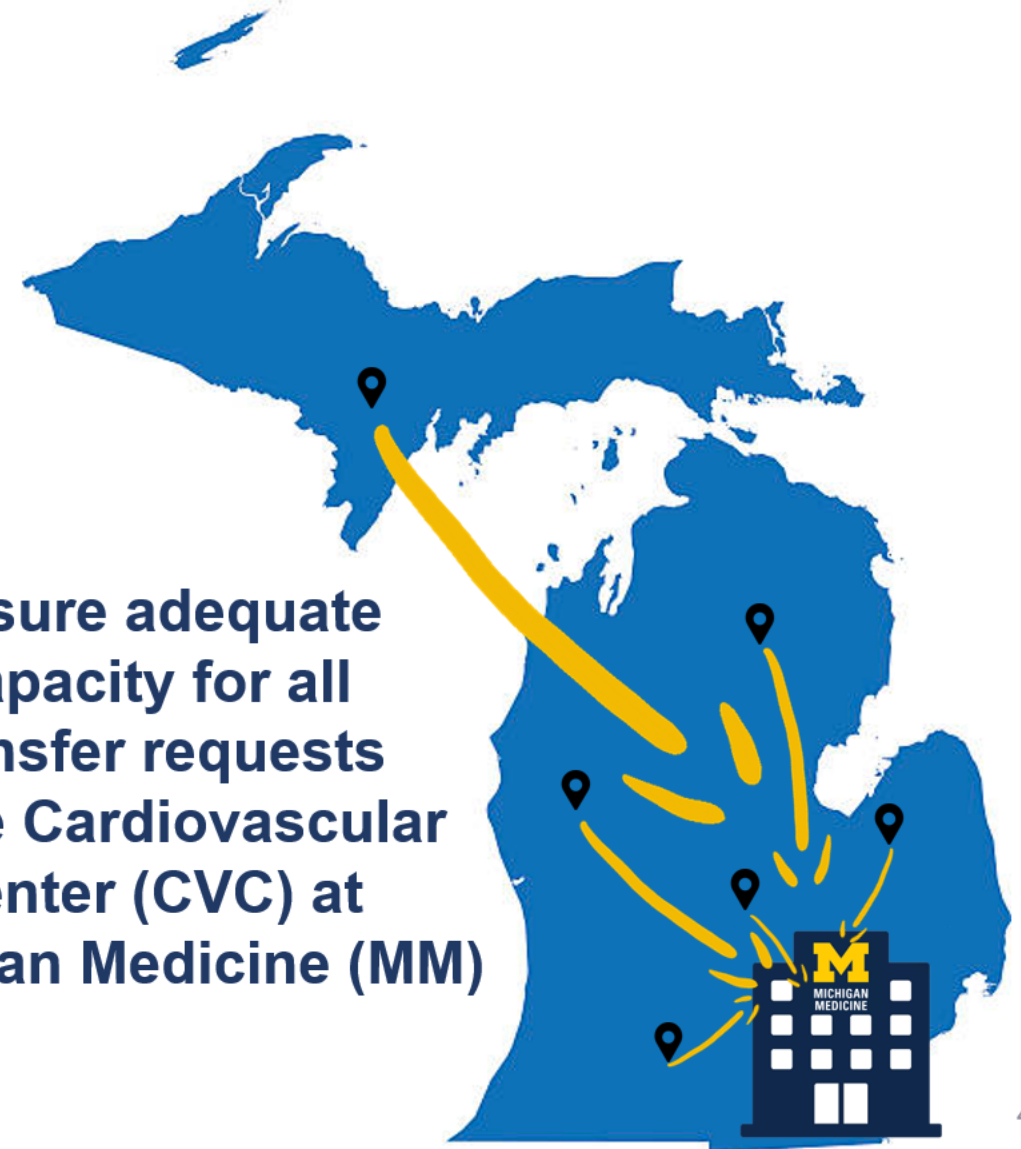 sure adequate
apacity for all
nsfer requests
e Cardiovascular
enter (CVC) at
an Medicine (MM)
M
MICHIGAN
MEDICINE